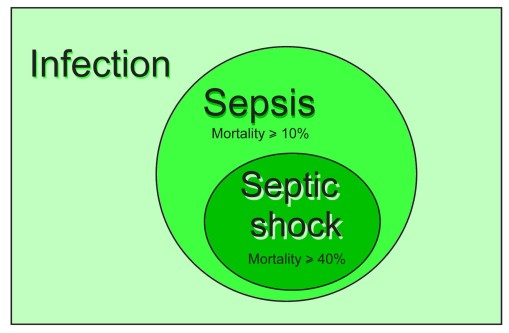 Infection
Sepsis
Mortality ⩾ 10%
Septic
shock
Mortality ⩾ 40%